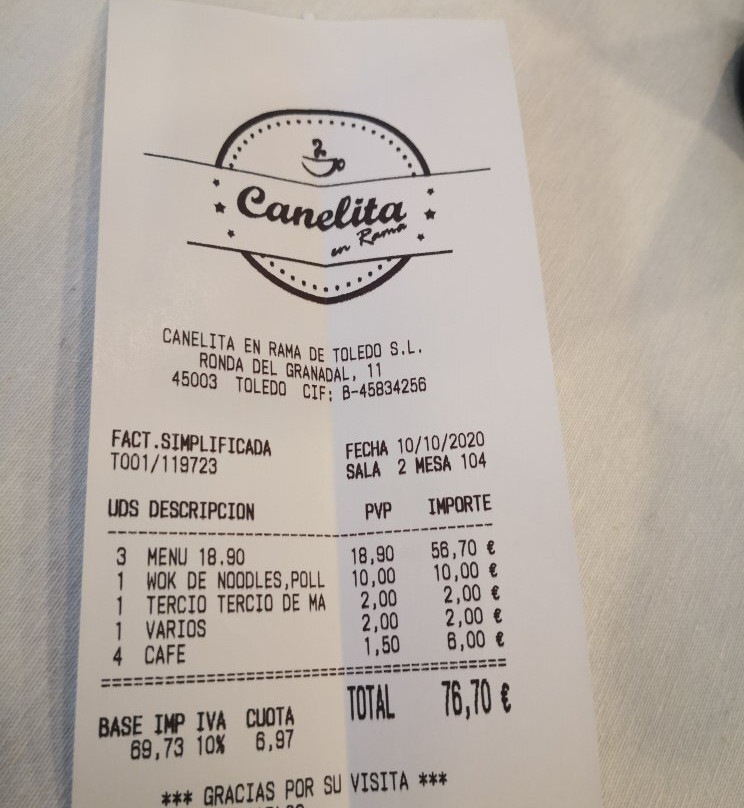 Canelita
en Rama
CANELITA EN RAMA DE TOLEDO S.L.
RONDA DEL GRANADAL, 11
45003 TOLEDO CIF: B-45834256
FACT.SIMPLIFICADA FECHA 10/10/2020
T001/119723 SALA 2 MESA 104
UDS DESCRIPCION PVP IMPORTE
3 MENU 18.90 18,90 56,70 €
1 WOK DE NOODLES,POLL 10,00 10,00 €
1 TERCIO TERCIO DE MA 2,00 2,00 €
1 VARIOS 2,00 2,00 €
4 CAFE 1,50 6,00 €
TOTAL 76,70 €
BASE IMP IVA CUOTA
69,73 10% 6,97
*** GRACIAS POR SU VISITA ***